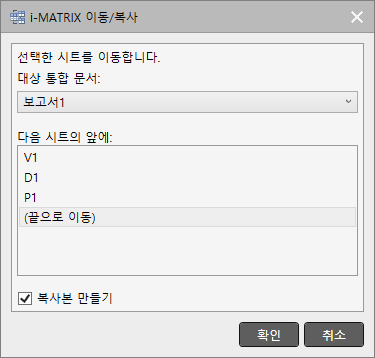 i-MATRIX 이동/복사
선택한 시트를 이동합니다.
대상 통합 문서:
보고서1
다음 시트의 앞에:
V1
D1
P1
(끝으로 이동)
복사본 만들기
확인 취소